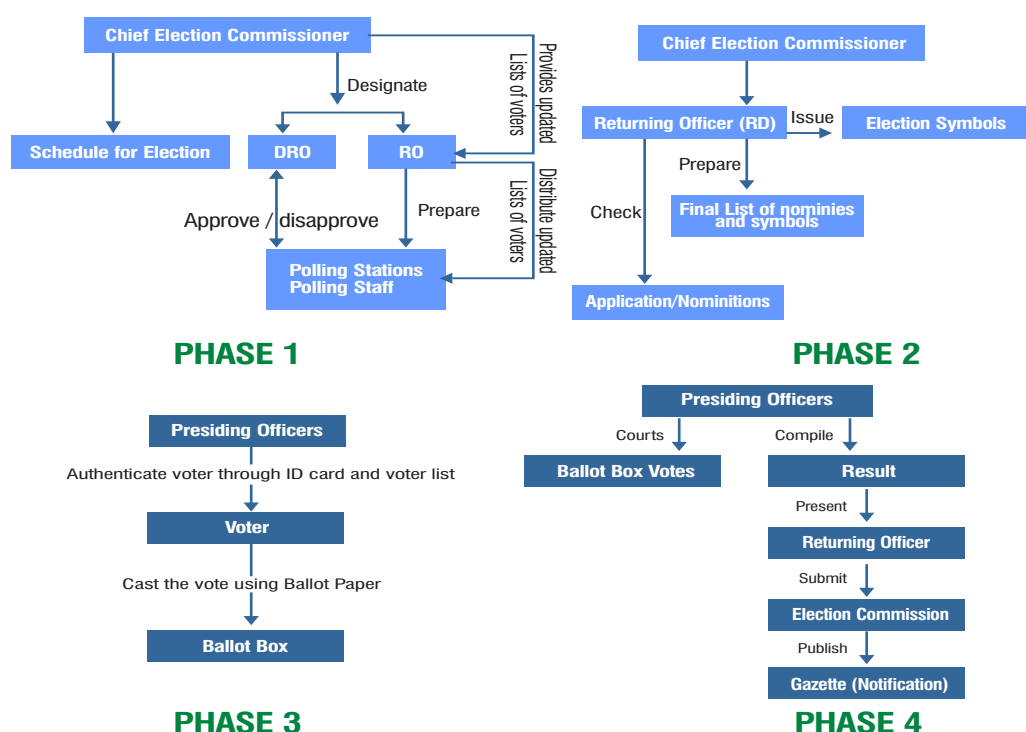 Chief Election Commissioner
Designate
Provides updated
Lists of voters
Schedule for Election
DRO
RO
Approve / disapprove
Prepare
Distribute updated
Lists of voters
Polling Stations
Polling Staff
PHASE 1
Chief Election Commissioner
Returning Officer (RD)
Issue
Election Symbols
Prepare
Check
Final List of nominies
and symbols
Application/Nominitions
PHASE 2
Presiding Officers
Authenticate voter through ID card and voter list
Voter
Cast the vote using Ballot Paper
Ballot Box
PHASE 3
Presiding Officers
Courts
Compile
Ballot Box Votes
Result
Present
Returning Officer
Submit
Election Commission
Publish
Gazette (Notification)
PHASE 4